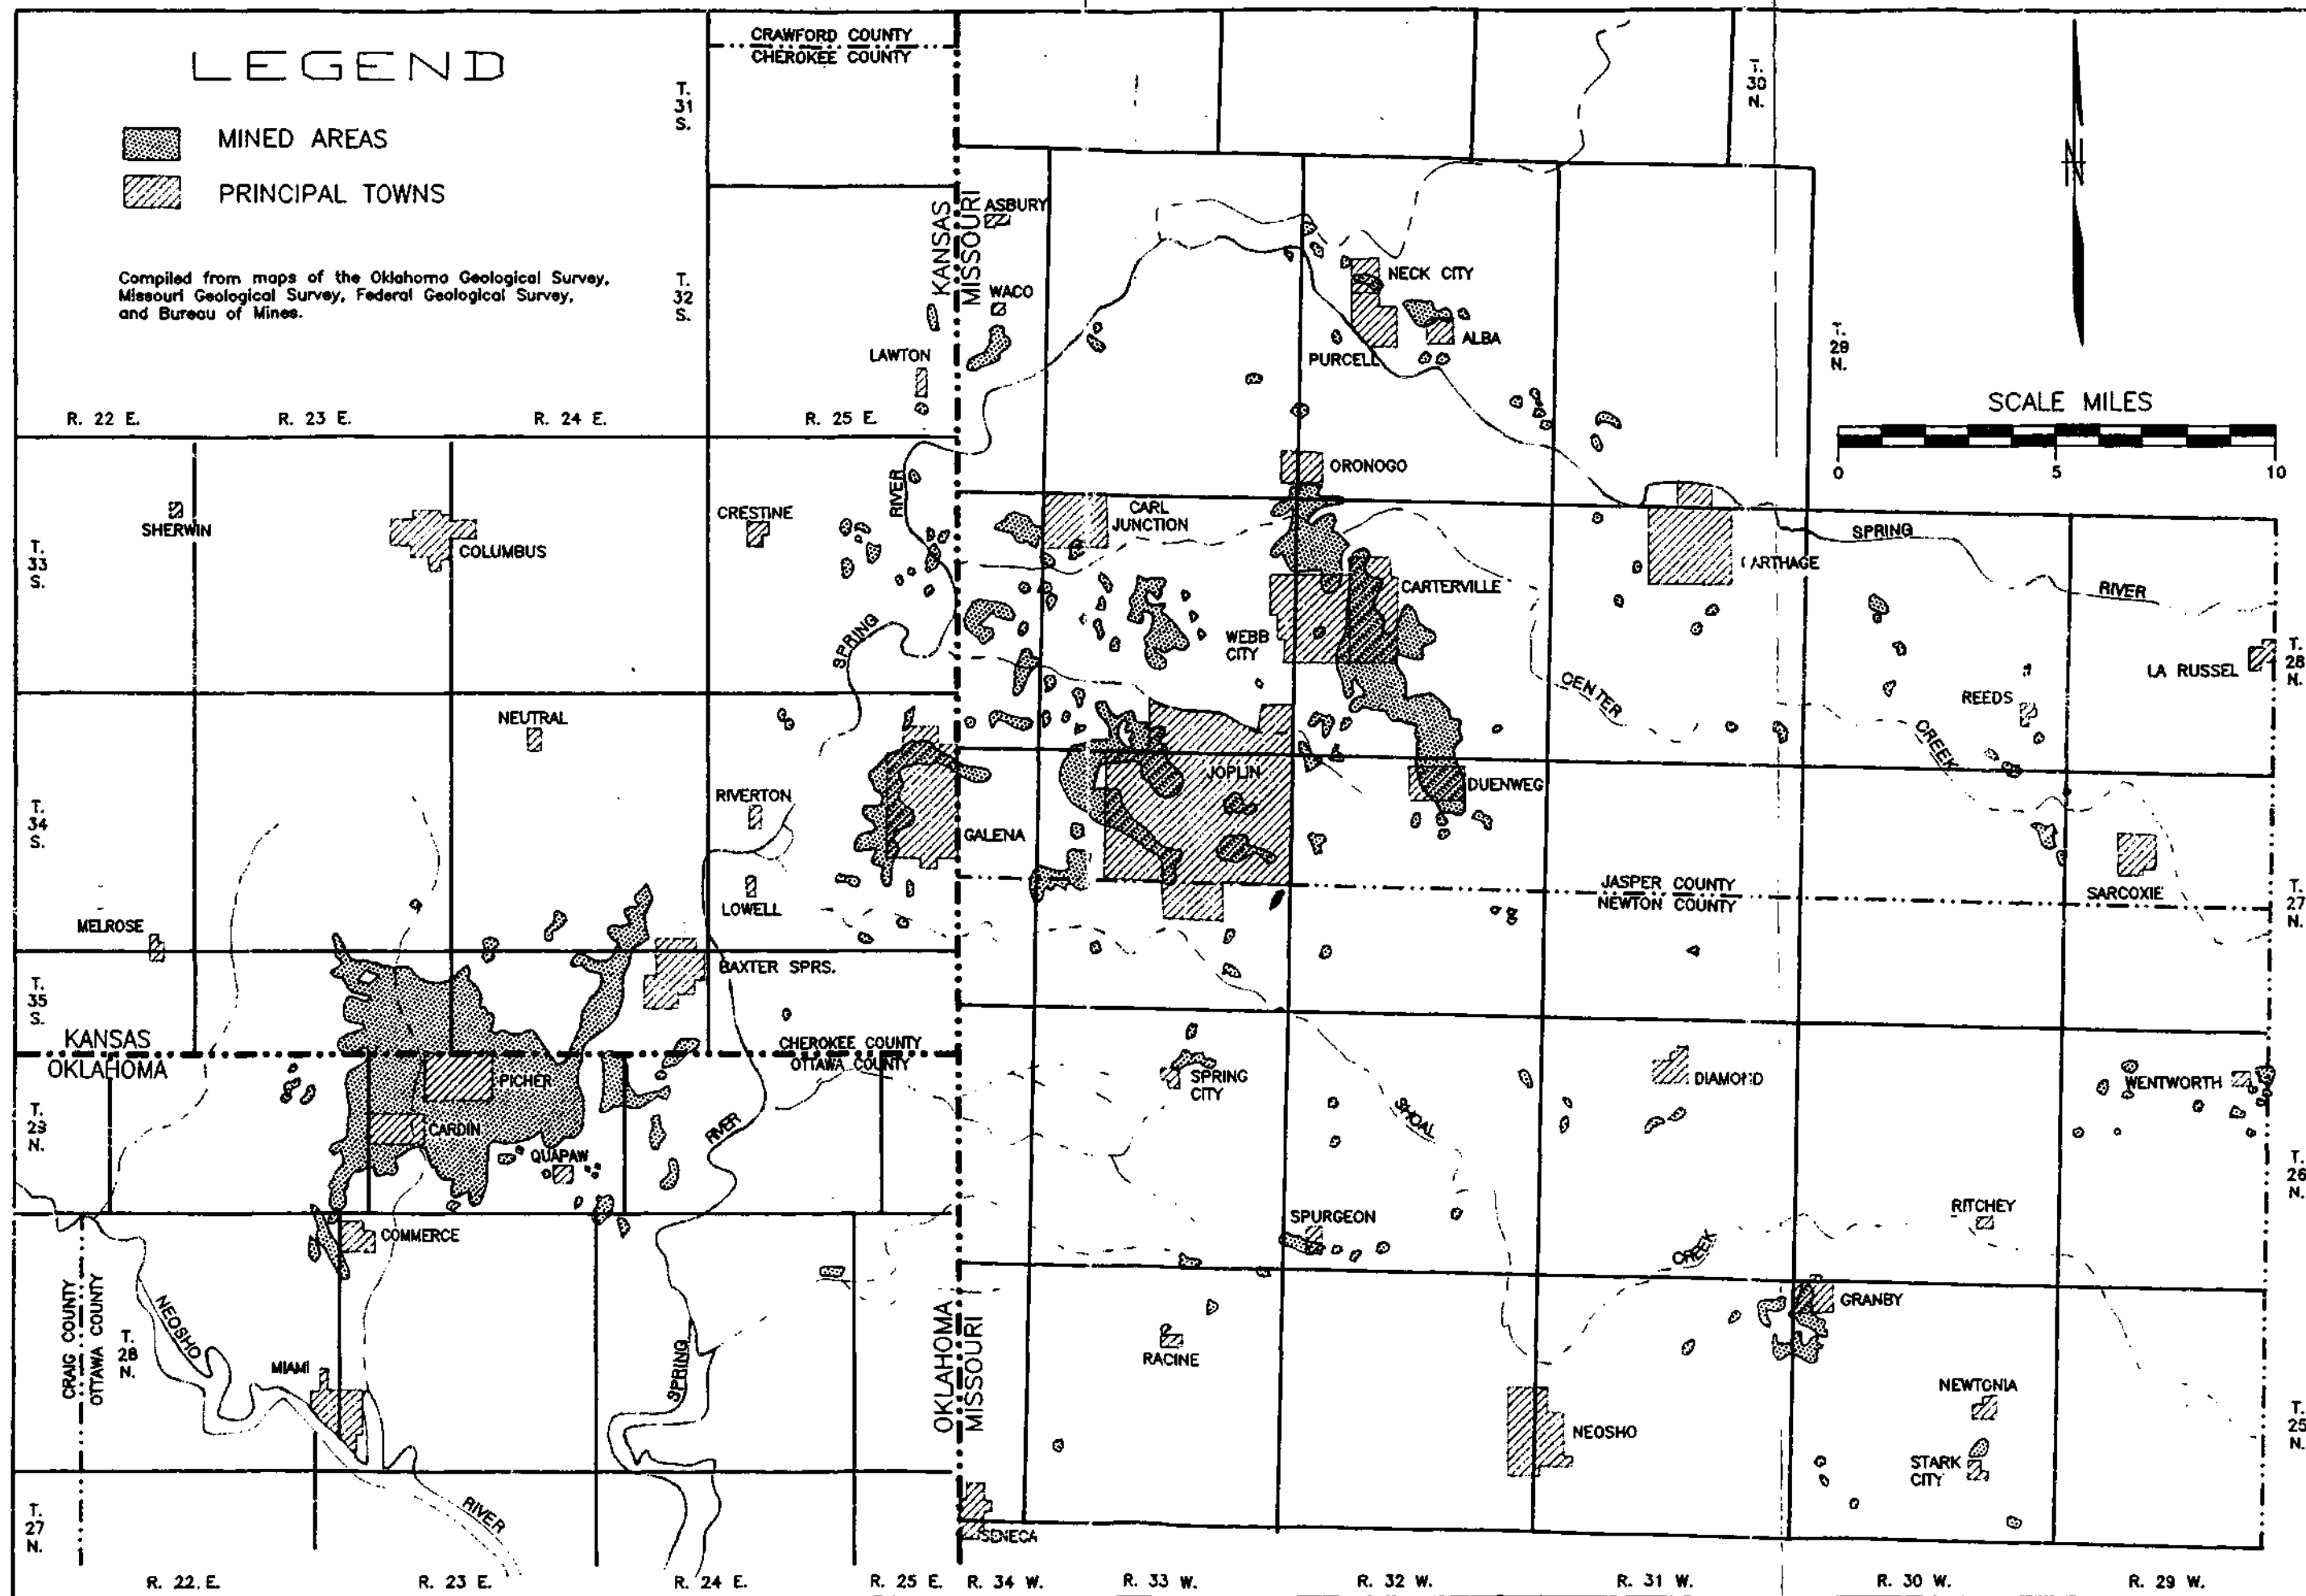 LEGEND
MINED AREAS
PRINCIPAL TOWNS
Compiled from maps of the Oklahoma Geological Survey,
Missouri Geological Survey, Federal Geological Survey,
and Bureau of Mines.
CRAWFORD COUNTY
CHEROKEE COUNTY
T.
31
S.
T.
30
N.
N
KANSAS
MISSOURI
ASBURY
T.
32
S.
WACO
LAWTON
NECK CITY
ALBA
PURCELL
T.
29
N.
SCALE MILES
0
5
10
R. 22 E.
R. 23 E.
R. 24 E.
R. 25 E.
ORONOGO
RIVER
SHERWIN
COLUMBUS
CRESTINE
CARL
JUNCTION
SPRING
CARTHAGE
T.
33
S.
CARTERVILLE
RIVER
SPRING
WEBB
CITY
LA RUSSEL
T.
28
N.
CENTER
REEDS
CREEK
NEUTRAL
JOPLIN
DUENWEG
RIVERTON
T.
34
S.
GALENA
JASPER COUNTY
NEWTON COUNTY
SARCOXIE
T.
27
N.
LOWELL
MELROSE
BAXTER SPRS.
T.
35
S.
KANSAS
OKLAHOMA
CHEROKEE COUNTY
OTTAWA COUNTY
PICHER
SPRING
CITY
DIAMOND
WENTWORTH
T.
29
N.
CARDIN
RIVER
SHOAL
QUAPAW
T.
26
N.
RITCHEY
SPURGEON
COMMERCE
CREEK
CRAIG COUNTY
OTTAWA COUNTY
NEOSHO
GRANBY
T.
28
N.
MIAMI
SPRING
OKLAHOMA
MISSOURI
RACINE
NEWTONIA
NEOSHO
T.
25
N.
STARK
CITY
T.
27
N.
RIVER
SENECA
R. 22 E.
R. 23 E.
R. 24 E.
R. 25 E.
R. 34 W.
R. 33 W.
R. 32 W.
R. 31 W.
R. 30 W.
R. 29 W.